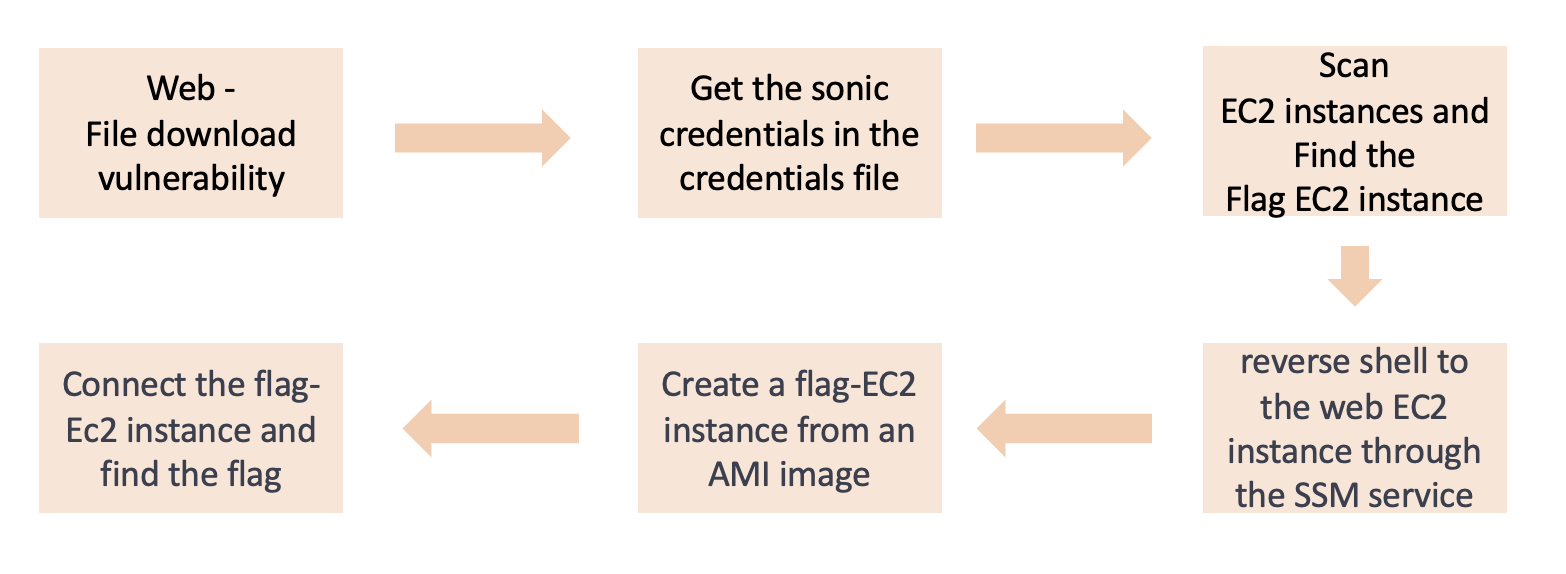 Web -
File download
vulnerability
Get the sonic
credentials in the
credentials file
Scan
EC2 instances and
Find the
Flag EC2 instance
reverse shell to
the web EC2
instance through
the SSM service
Create a flag-EC2
instance from an
AMI image
Connect the flag-
Ec2 instance and
find the flag